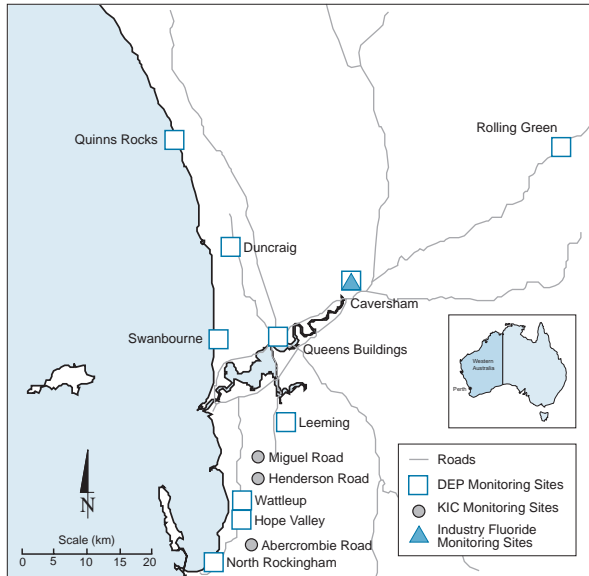 Rolling Green
Quinns Rocks
Duncraig
Caversham
Swanbourne
Queens Buildings
Western
Australia
Perth
Leeming
Miguel Road
Henderson Road
Wattleup
Hope Valley
Abercrombie Road
North Rockingham
N
Scale (km)
0 5 10 15 20
Roads
DEP Monitoring Sites
KIC Monitoring Sites
Industry Fluoride
Monitoring Sites